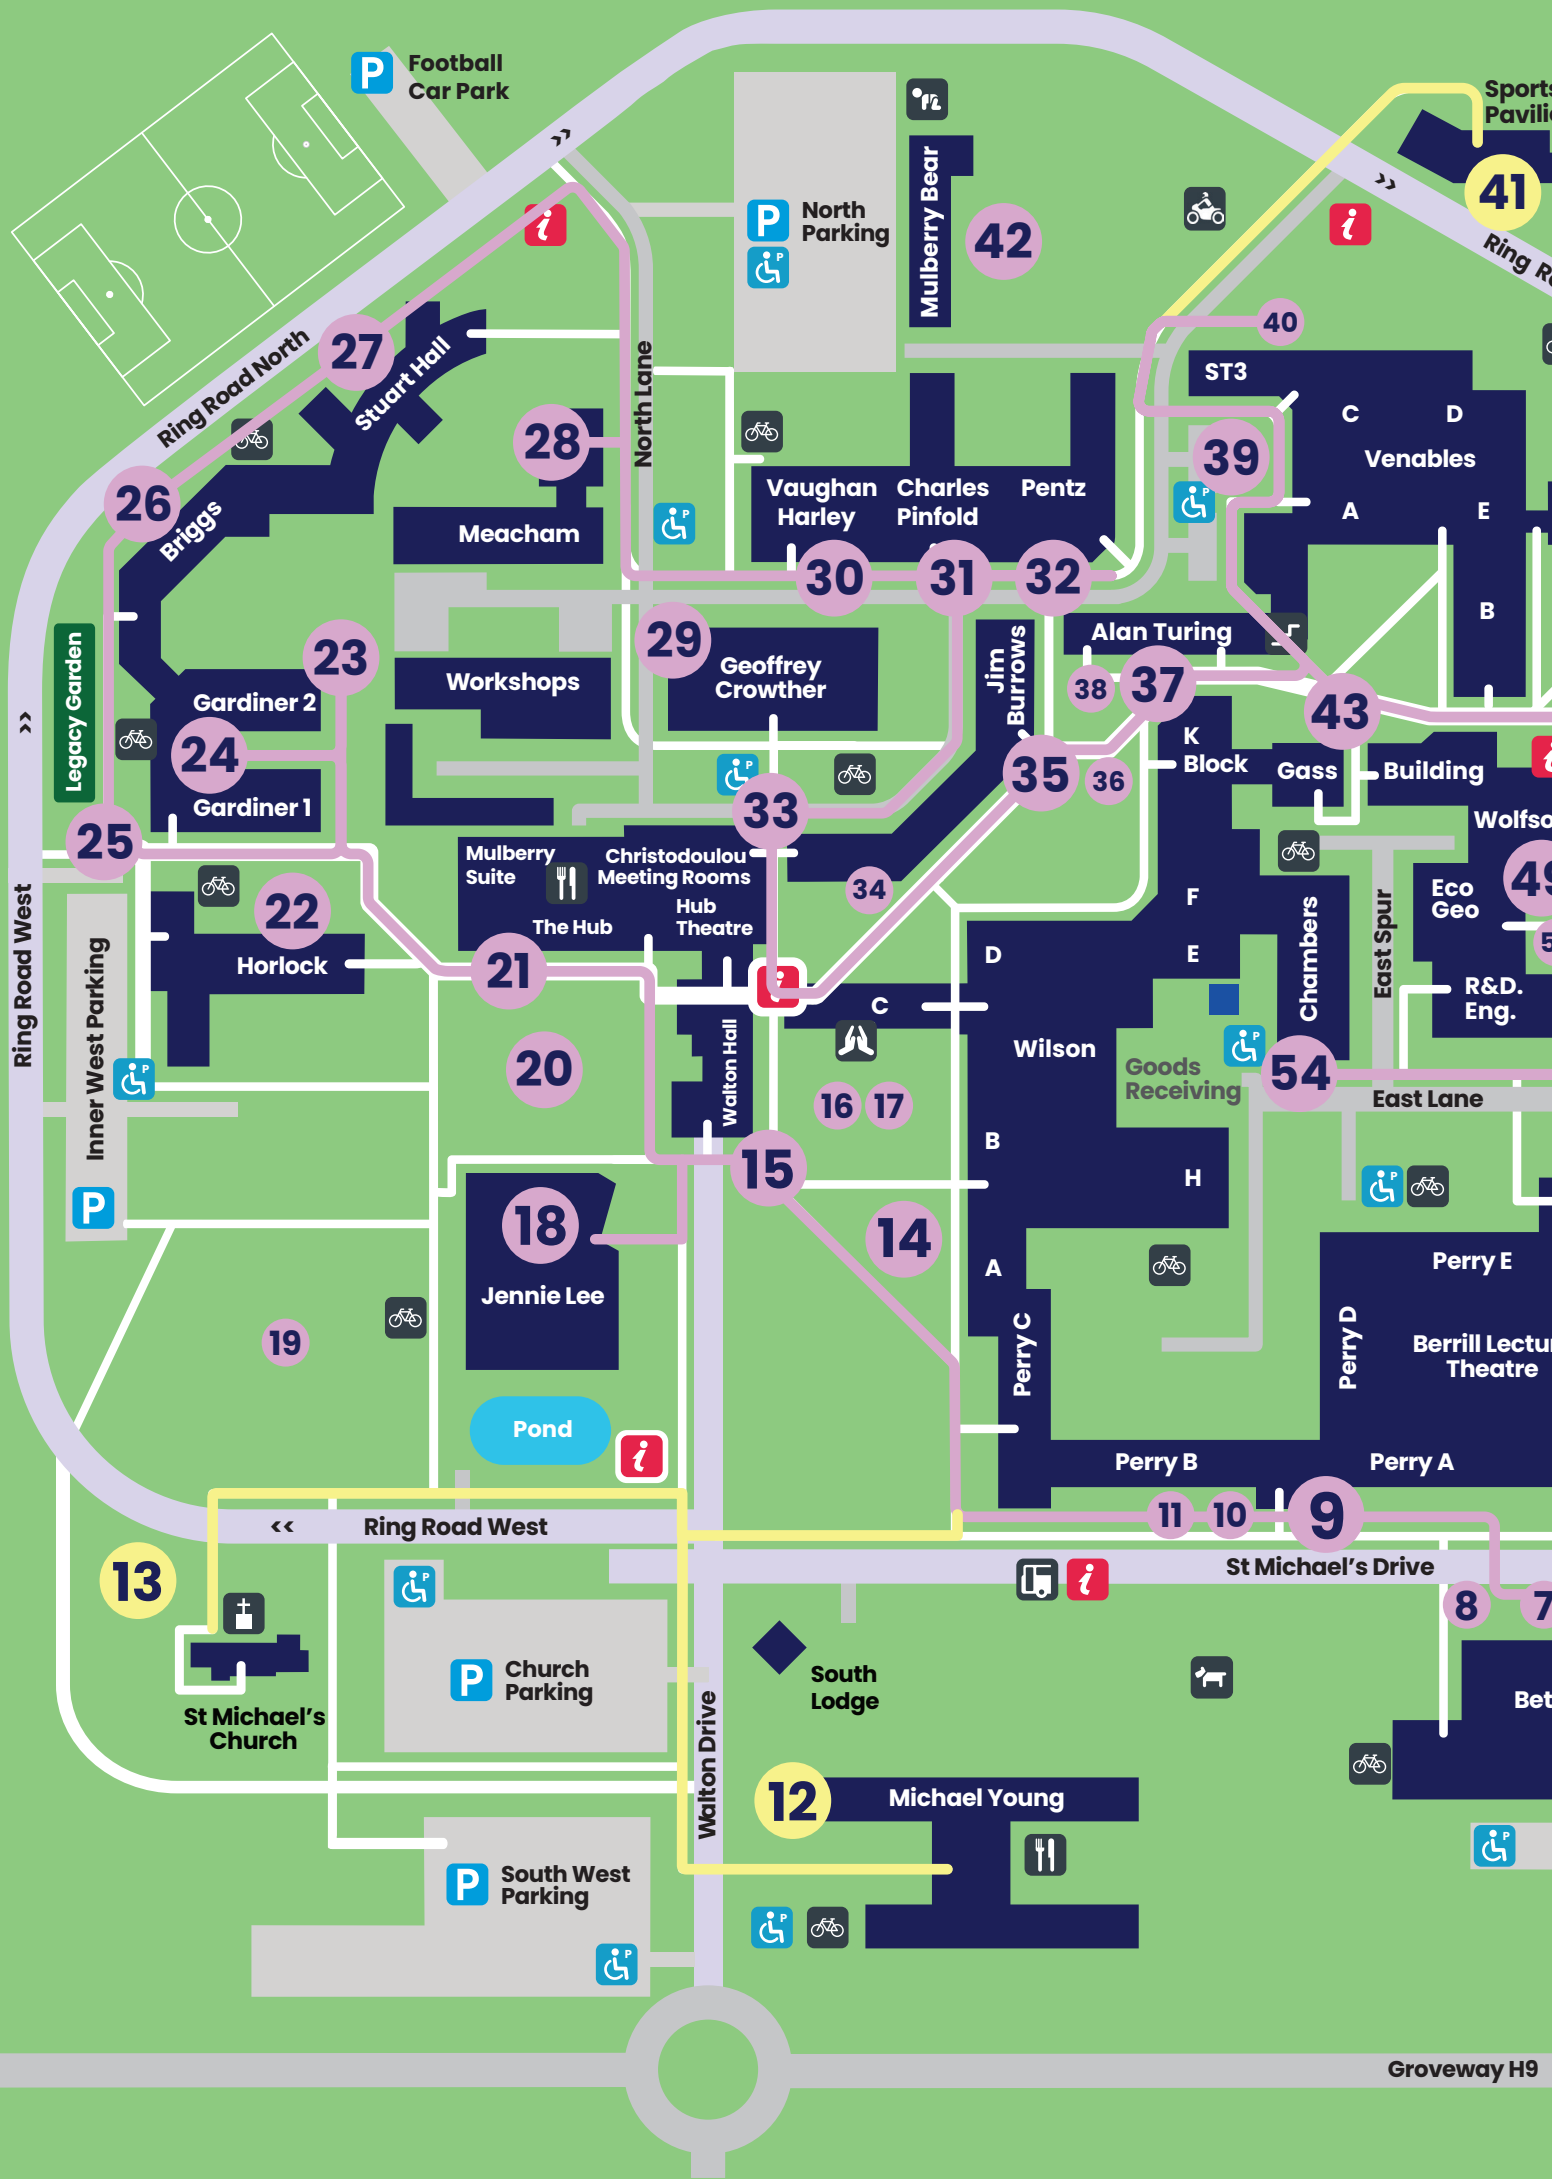 P
Football
Car Park
Sports
41
Ring
P
North
Parking
Mulberry Bear
42
i
i
P
P
40
27
Stuart Hall
Ring Road North
North Lane
ST3
C
D
Venables
A
E
B
39
P
28
26
Briggs
Meacham
P
Vaughan
Harley
Charles
Pinfold
Pentz
30
31
32
Legacy Garden
23
29
Geoffrey
Crowther
Jim
Burrows
Alan Turing
38
37
43
Gardiner 2
24
Gardiner 1
Workshops
P
35
36
K
Block
Gass
Building
i
25
33
Mulberry
Suite
Christodoulou
Meeting Rooms
The Hub
Hub
Theatre
34
22
Horlock
21
i
C
D
F
E
Wilson
Chambers
East Spur
Eco
Geo
49
R&D.
Eng.
Ring Road West
Inner West Parking
P
P
20
Walton Hall
16
17
Goods
Receiving
P
54
East Lane
15
B
H
P
18
Jennie Lee
14
A
Perry C
Perry D
Perry E
Theatre
19
Pond
i
Perry B
Perry A
11
10
9
Ring Road West
St Michael's Drive
i
8
7
13
P
P
Church
Parking
St Michael's
Church
South
Lodge
Walton Drive
12
Michael Young
P
South West
Parking
P
P
P
Groveway H9